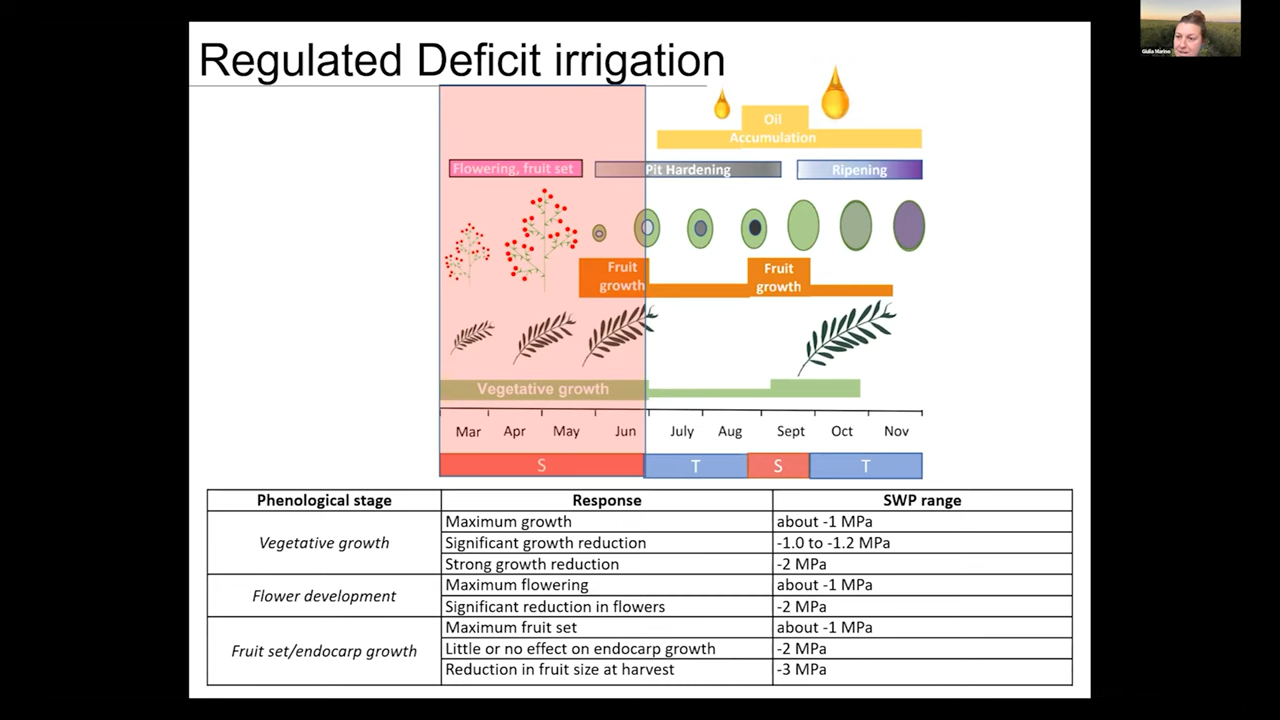 Regulated Deficit irrigation
Giulia Marino
Oil
Accumulation
Flowering, fruit set
Pit Hardening
Ripening
Fruit
growth
Fruit
growth
Vegetative growth
Mar Apr May Jun July Aug Sept Oct Nov
S T S T
Phenological stage Response SWP range
Vegetative growth
Maximum growth about -1 MPa
Significant growth reduction -1.0 to -1.2 MPa
Strong growth reduction -2 MPa
Flower development
Maximum flowering about -1 MPa
Significant reduction in flowers -2 MPa
Fruit set/endocarp growth
Maximum fruit set about -1 MPa
Little or no effect on endocarp growth -2 MPa
Reduction in fruit size at harvest -3 MPa